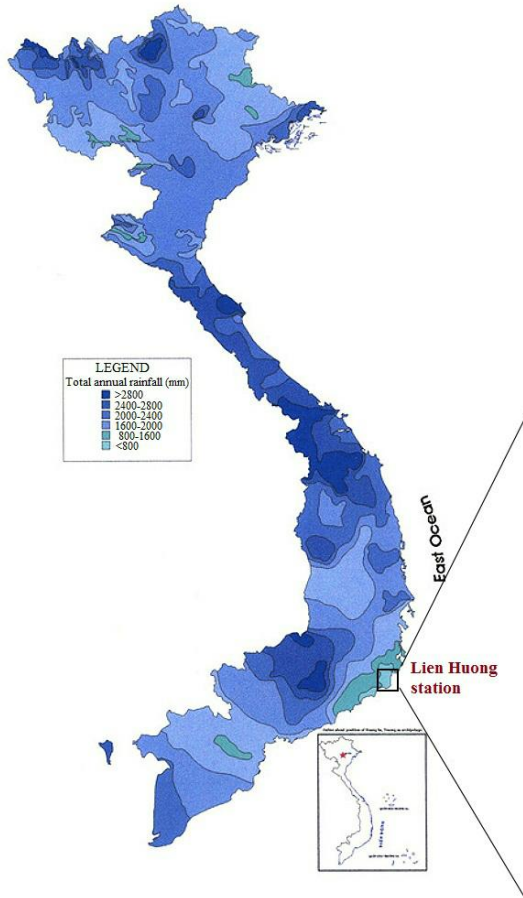 LEGEND
Total annual rainfall (mm)
>2800
2400-2800
2000-2400
1600-2000
800-1600
<800
East Ocean
Lien Huong
station